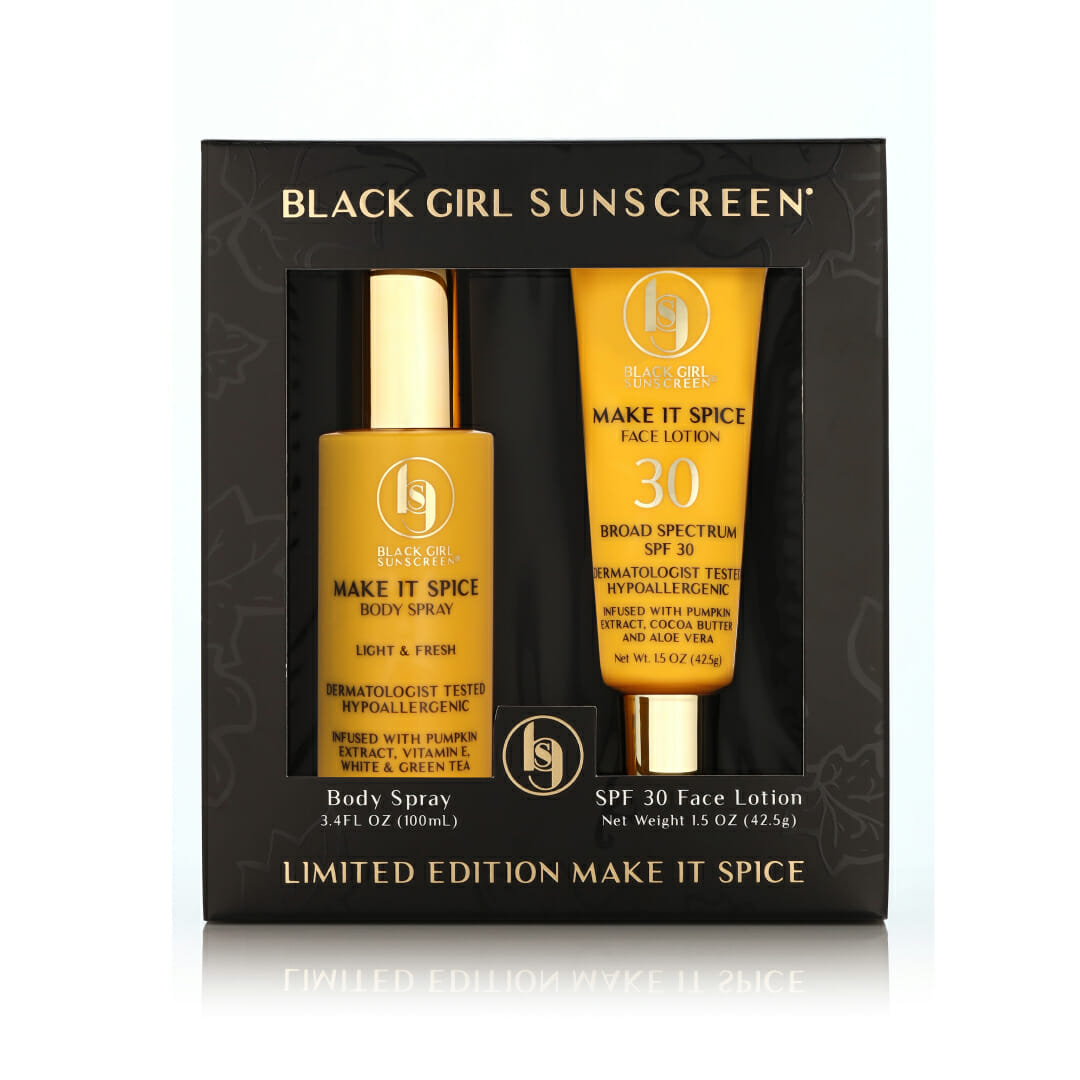 BLACK GIRL SUNSCREEN®
bsg
BLACK GIRL
SUNSCREEN®
MAKE IT SPICE
BODY SPRAY
LIGHT & FRESH
DERMATOLOGIST TESTED
HYPOALLERGENIC
INFUSED WITH PUMPKIN
EXTRACT, VITAMIN E,
WHITE & GREEN TEA
bsg
BLACK GIRL
SUNSCREEN®
MAKE IT SPICE
FACE LOTION
30
BROAD SPECTRUM
SPF 30
DERMATOLOGIST TESTED
HYPOALLERGENIC
INFUSED WITH PUMPKIN
EXTRACT, COCOA BUTTER
AND ALOE VERA
Net Wt. 1.5 OZ (42.5g)
bsg
Body Spray
3.4FL OZ (100mL)
SPF 30 Face Lotion
Net Weight 1.5 OZ (42.5g)
LIMITED EDITION MAKE IT SPICE